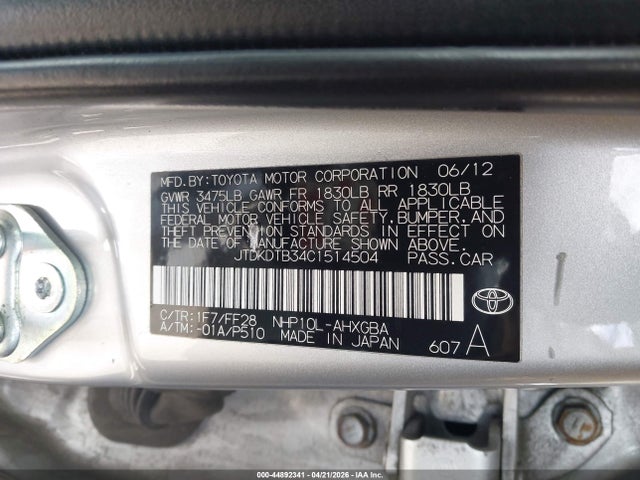 MFD.BY:TOYOTA MOTOR CORPORATION 06/12
GVWR 3475LB GAWR FR 1830LB RR 1830LB
THIS VEHICLE CONFORMS TO ALL APPLICABLE
FEDERAL MOTOR VEHICLE SAFETY,BUMPER,AND
THEFT PREVENTION STANDARDS IN EFFECT ON
THE DATE OF MANUFACTURE SHOWN ABOVE.
JTDKDTB34C1514504 PASS.CAR
C/TR:1F7/FF28 NHP10L-AHXGBA
A/TM:-01A/P510 MADE IN JAPAN
607 A
000-44892341 - 04/21/2026 - IAAI.CA